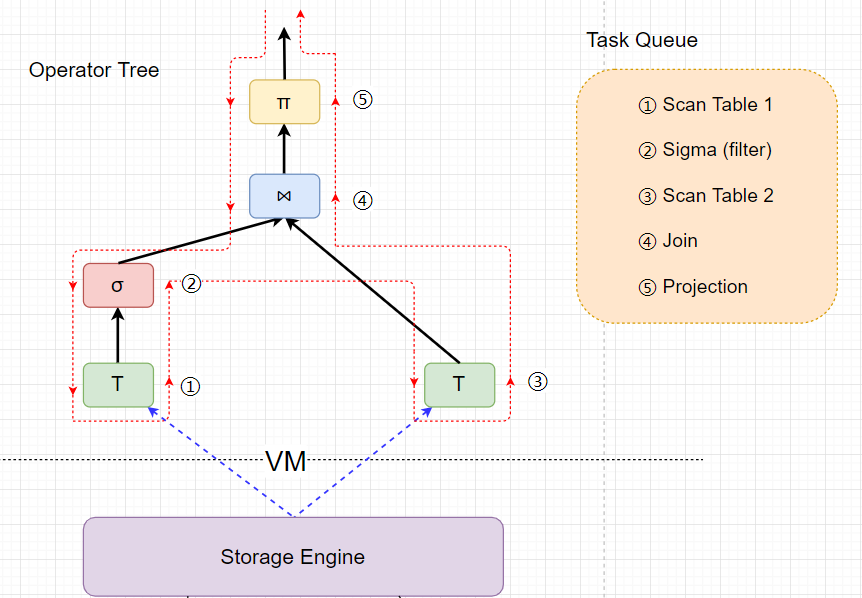 Operator Tree
π
⑤
⋈
④
σ
②
T
①
T
③
VM
Storage Engine
Task Queue
① Scan Table 1
② Sigma (filter)
③ Scan Table 2
④ Join
⑤ Projection